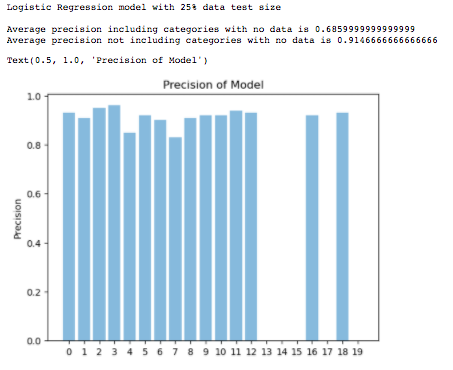 Logistic Regression model with 25% data test size
Average precision including categories with no data is 0.6859999999999999
Average precision not including categories with no data is 0.9146666666666666
Text(0.5, 1.0, 'Precision of Model')
Precision of Model
1.0
0.8
0.6
0.4
0.2
0.0
Precision
0 1 2 3 4 5 6 7 8 9 10 11 12 13 14 15 16 17 18 19